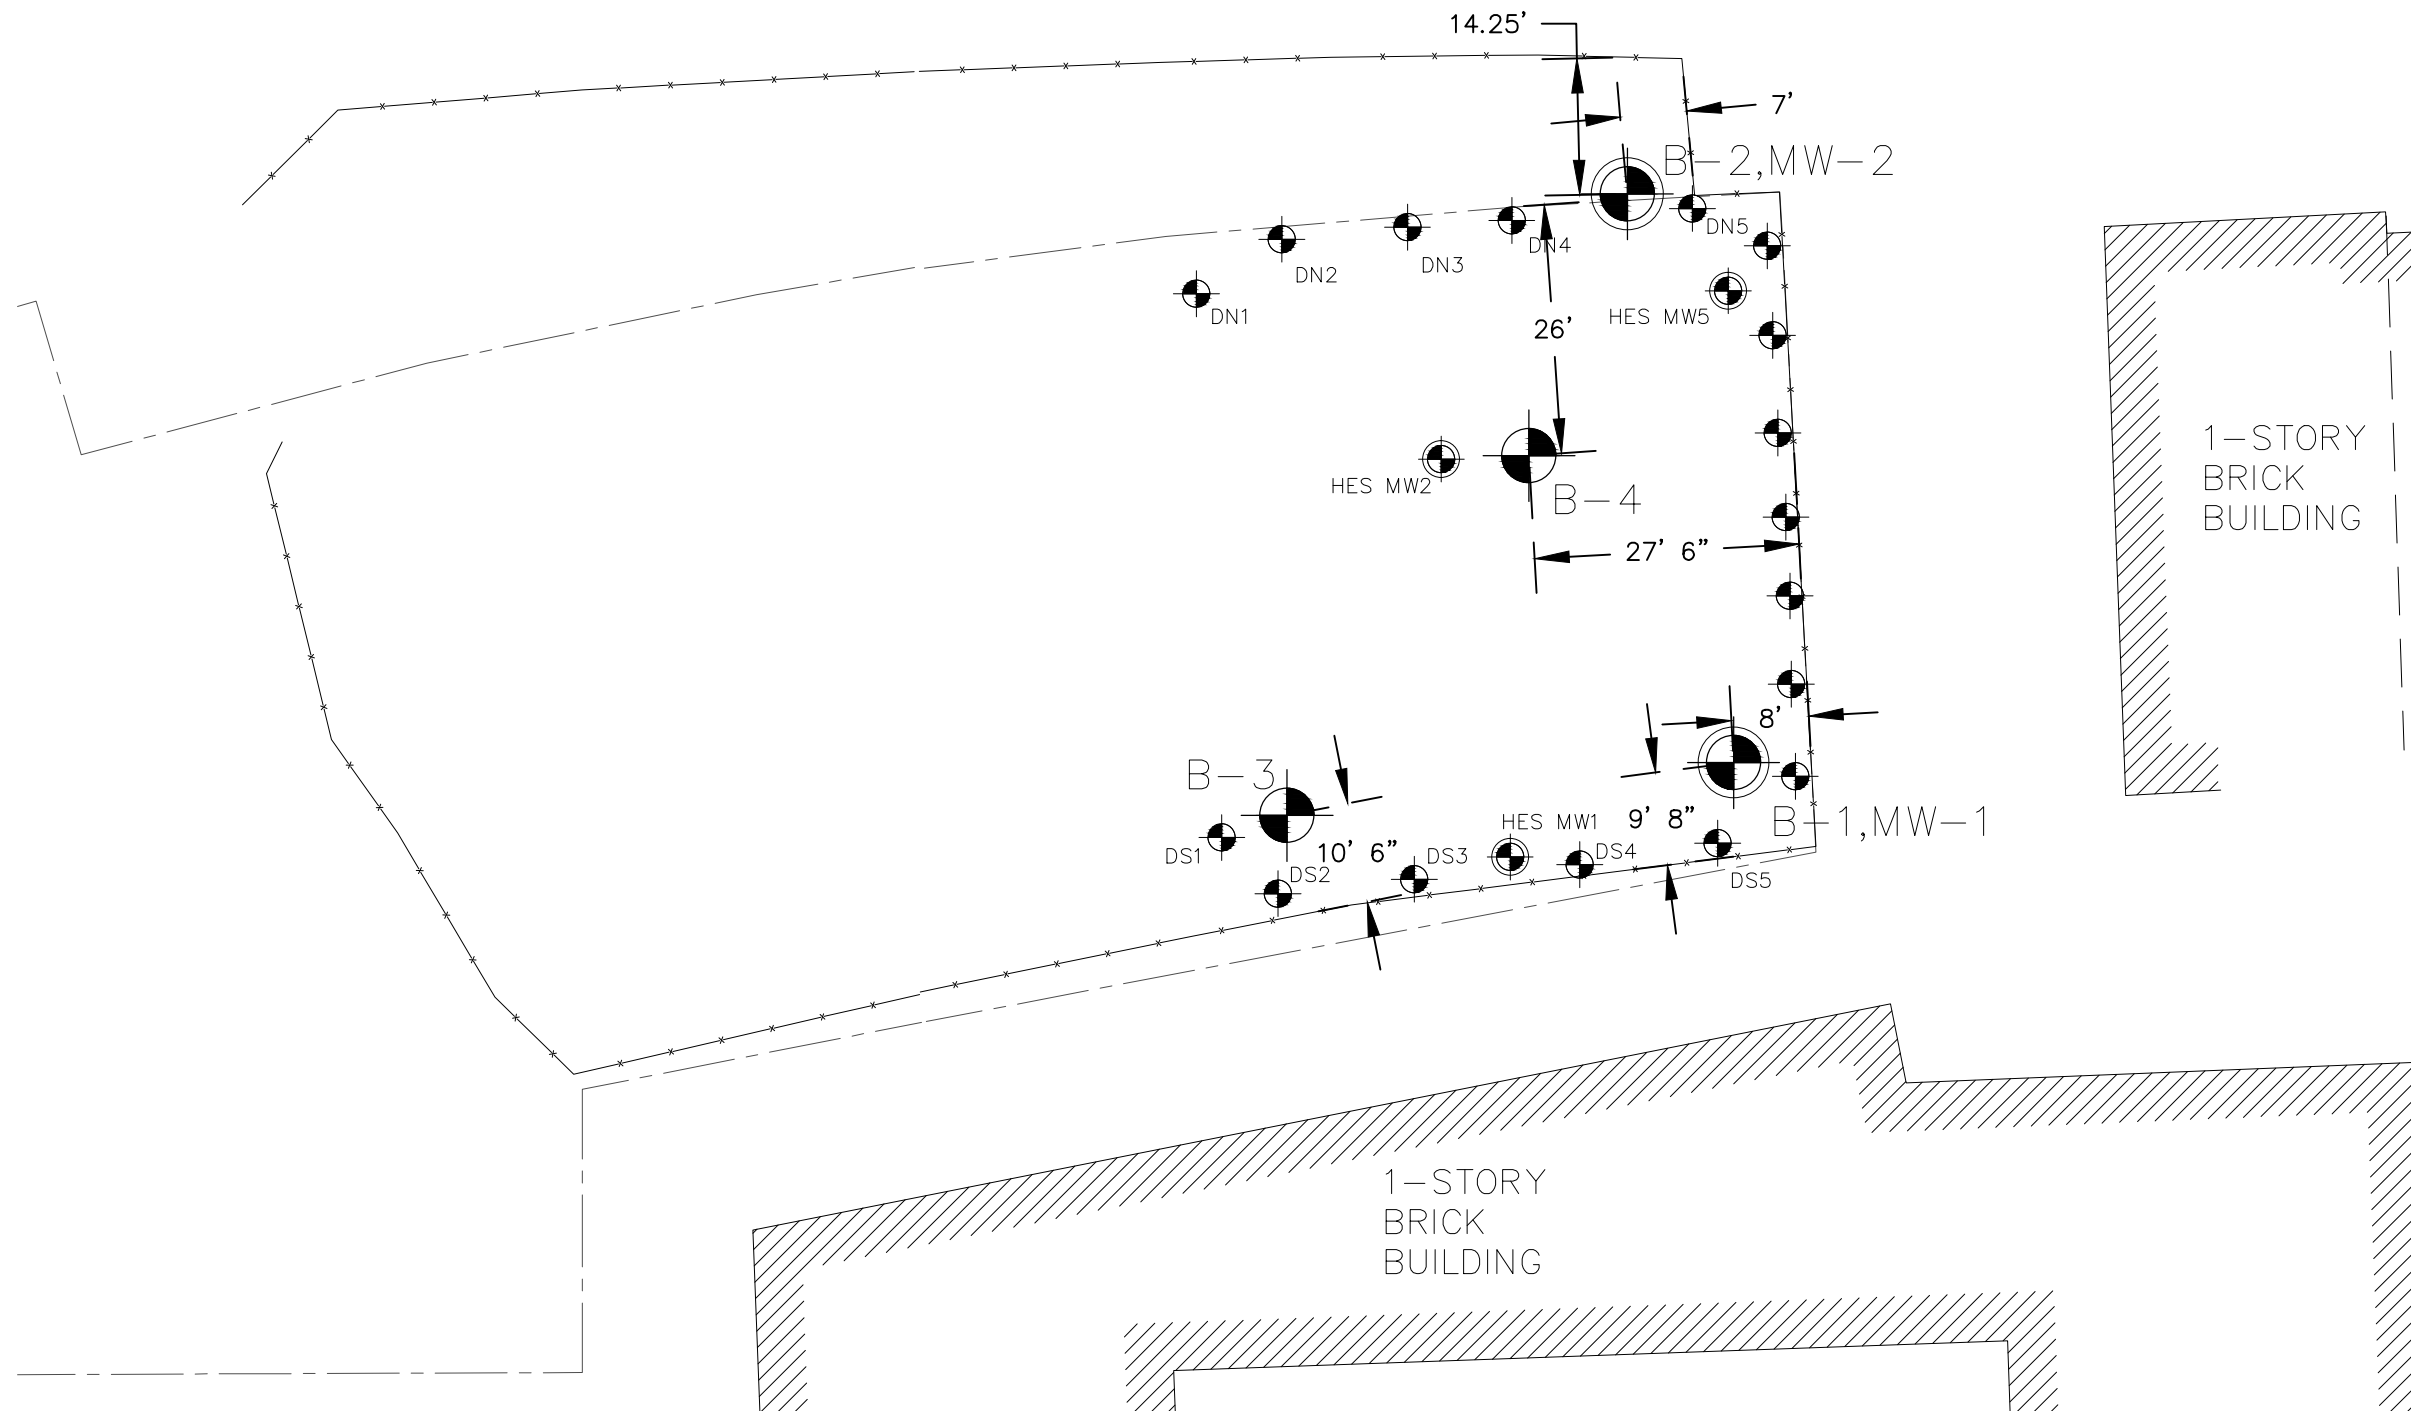 14.25’
7’
B-2,MW-2
DN5
DN4
DN3
DN2
DN1
HES MW5
26’
1-STORY
BRICK
BUILDING
HES MW2
B-4
27’ 6”
8’
B-3
HES MW1
9’ 8”
B-1,MW-1
10’ 6”
DS1
DS2
DS3
DS4
DS5
1-STORY
BRICK
BUILDING